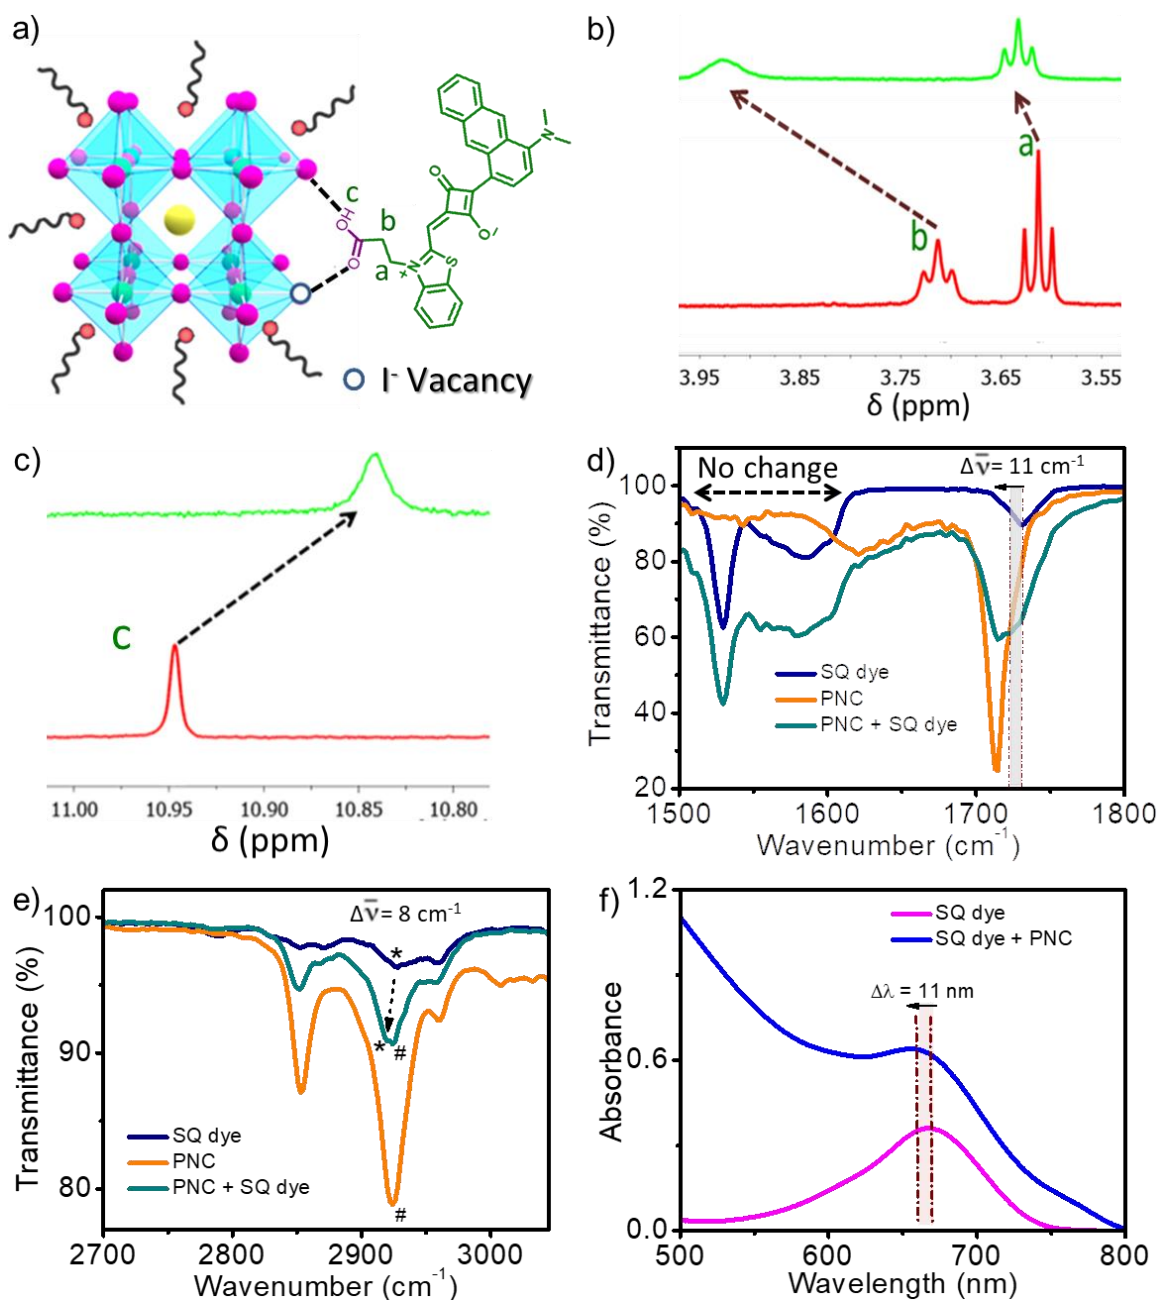 a)
c
HO
O
b
a
N
+
S
O
O
N
I- Vacancy
b)
a
b
3.95 3.85 3.75 3.65 3.55
δ (ppm)
c)
c
11.00 10.95 10.90 10.85 10.80
δ (ppm)
d)
No change
Δν̄ = 11 cm-1
100
80
60
40
20
SQ dye
PNC
PNC + SQ dye
Transmittance (%)
1500 1600 1700 1800
Wavenumber (cm-1)
e)
Δν̄ = 8 cm-1
100
90
80
*
* #
#
SQ dye
PNC
PNC + SQ dye
Transmittance (%)
2700 2800 2900 3000
Wavenumber (cm-1)
f)
1.2
0.6
0.0
SQ dye
SQ dye + PNC
Δλ = 11 nm
Absorbance
500 600 700 800
Wavelength (nm)